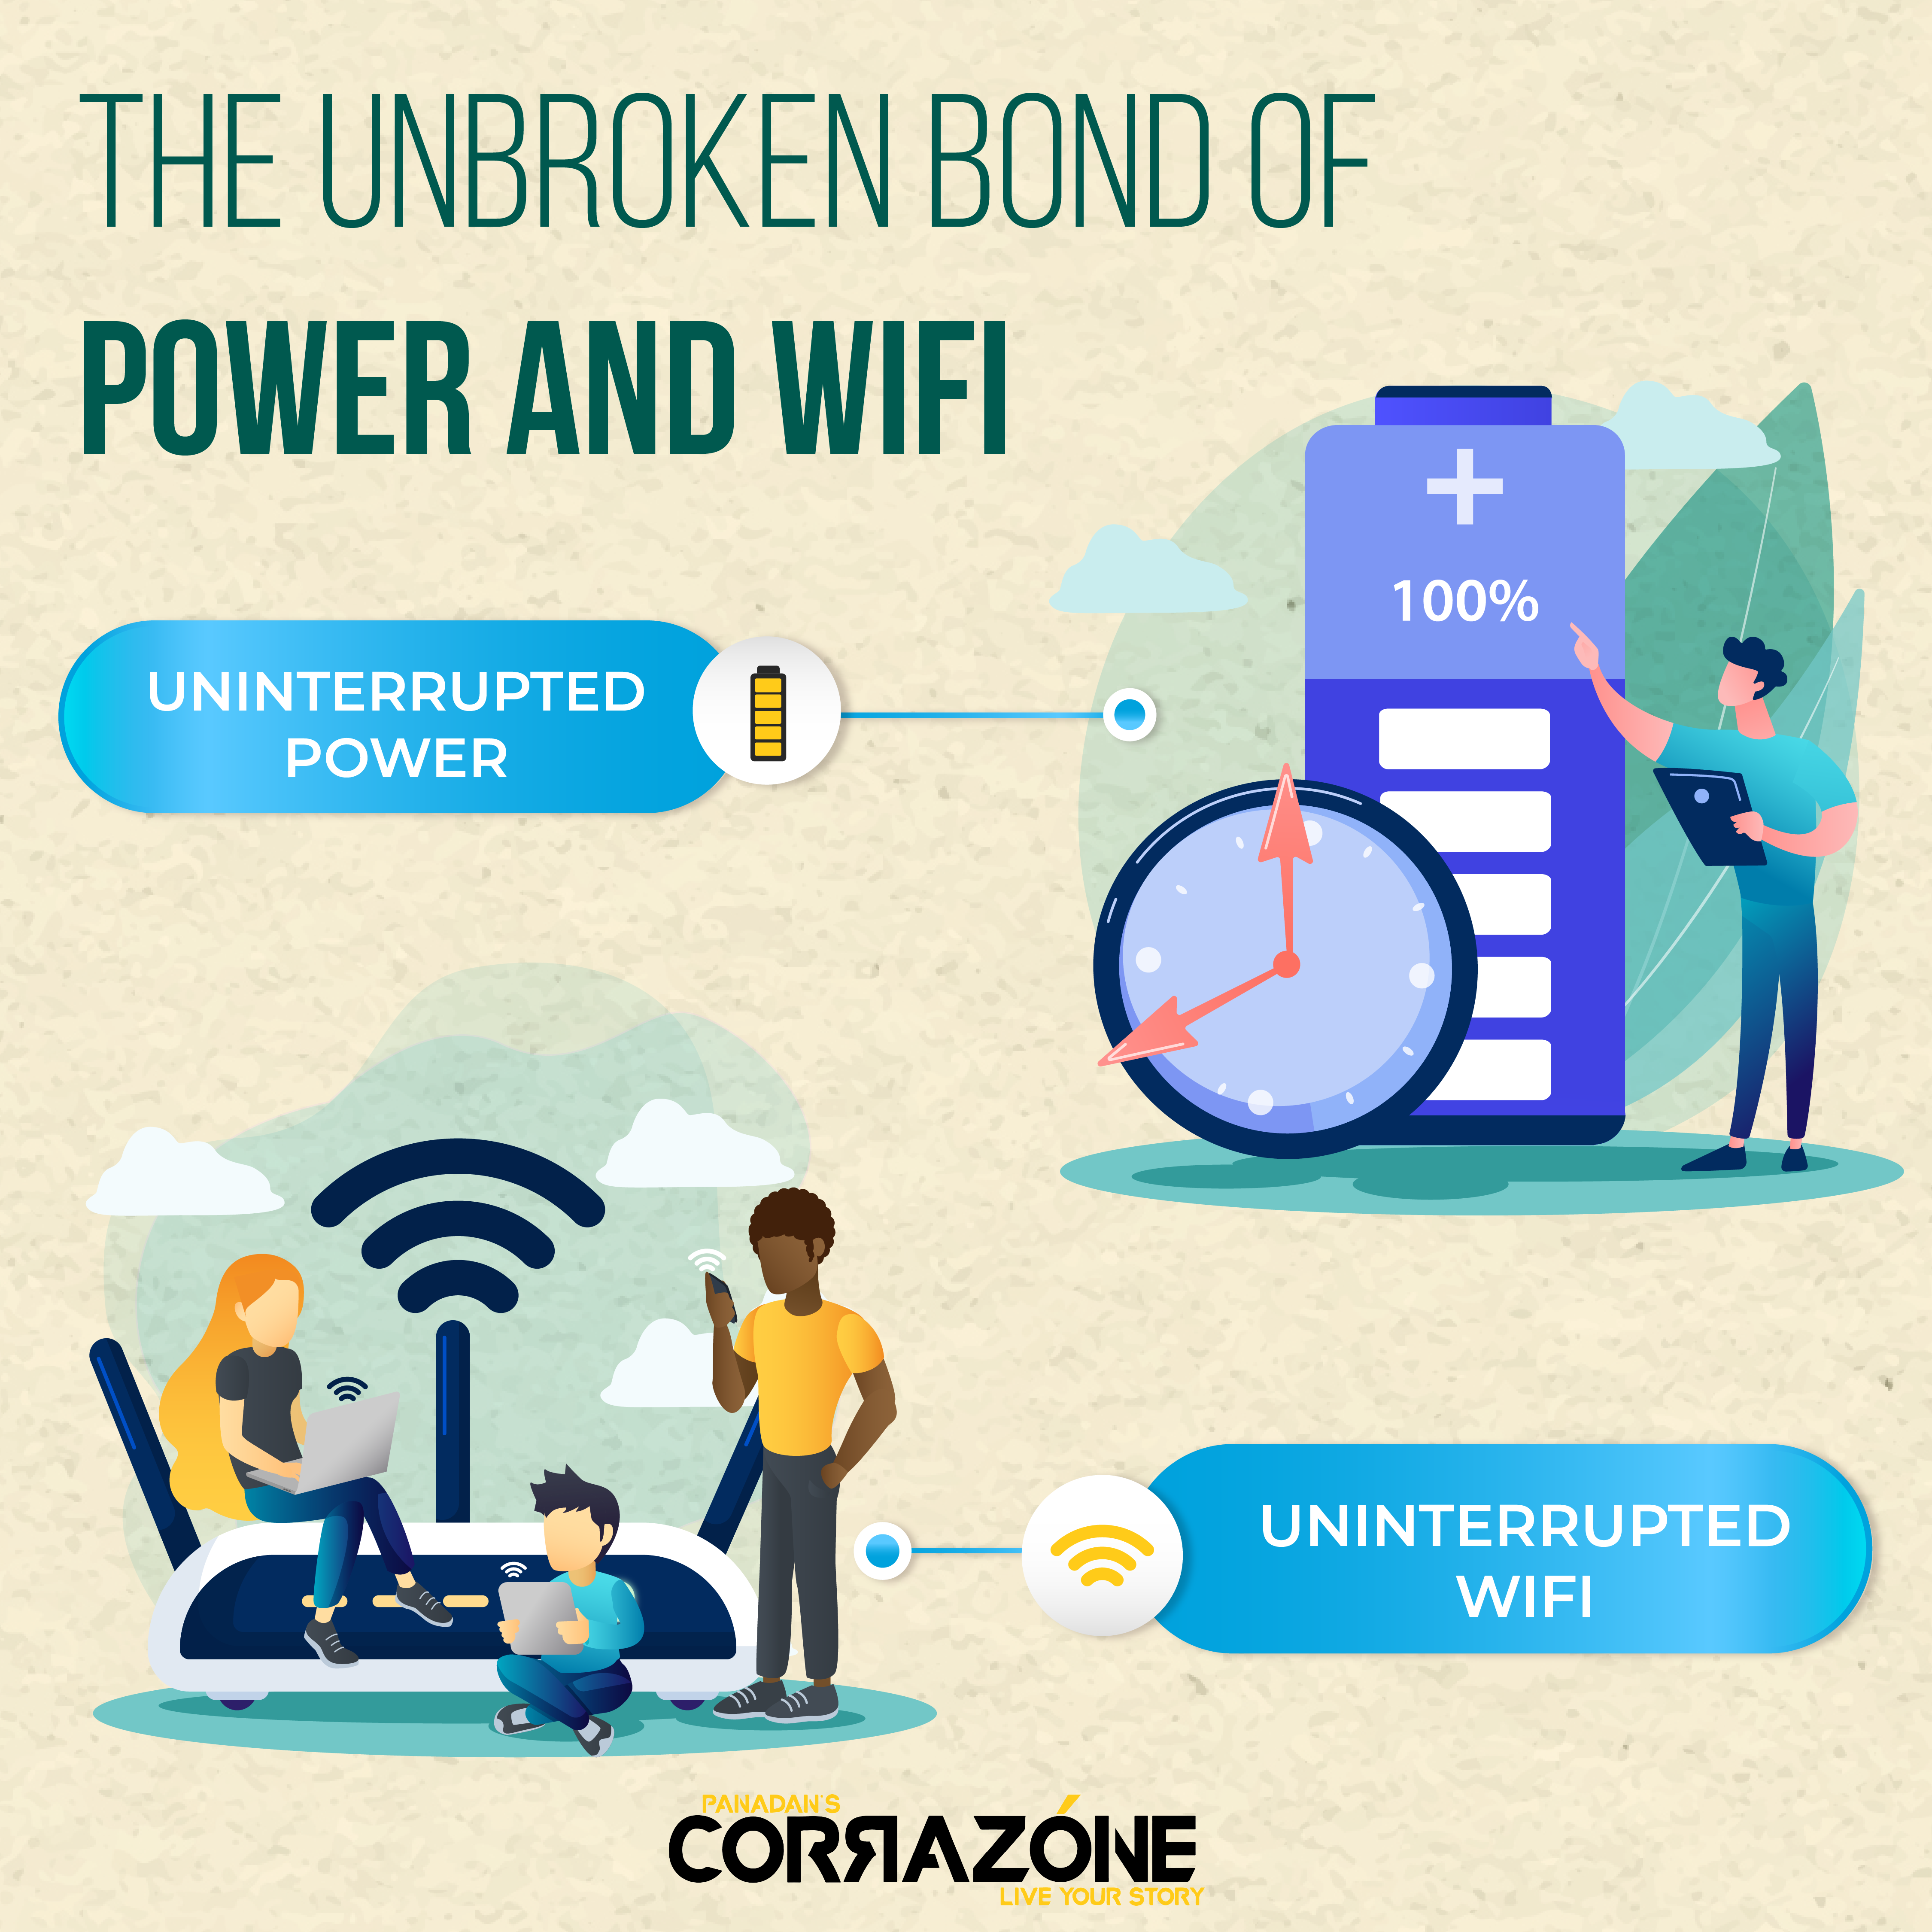 THE UNBROKEN BOND OF
POWER AND WIFI
100%
UNINTERRUPTED
POWER
UNINTERRUPTED
WIFI
PANADAN'S
CORRAZÓNE
LIVE YOUR STORY